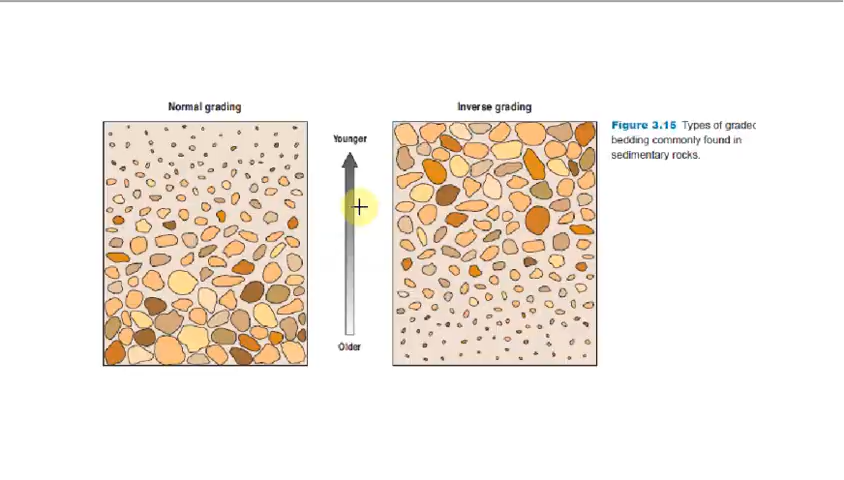 Normal grading
Inverse grading
Younger
Older
Figure 3.15 Types of graded
bedding commonly found in
sedimentary rocks.